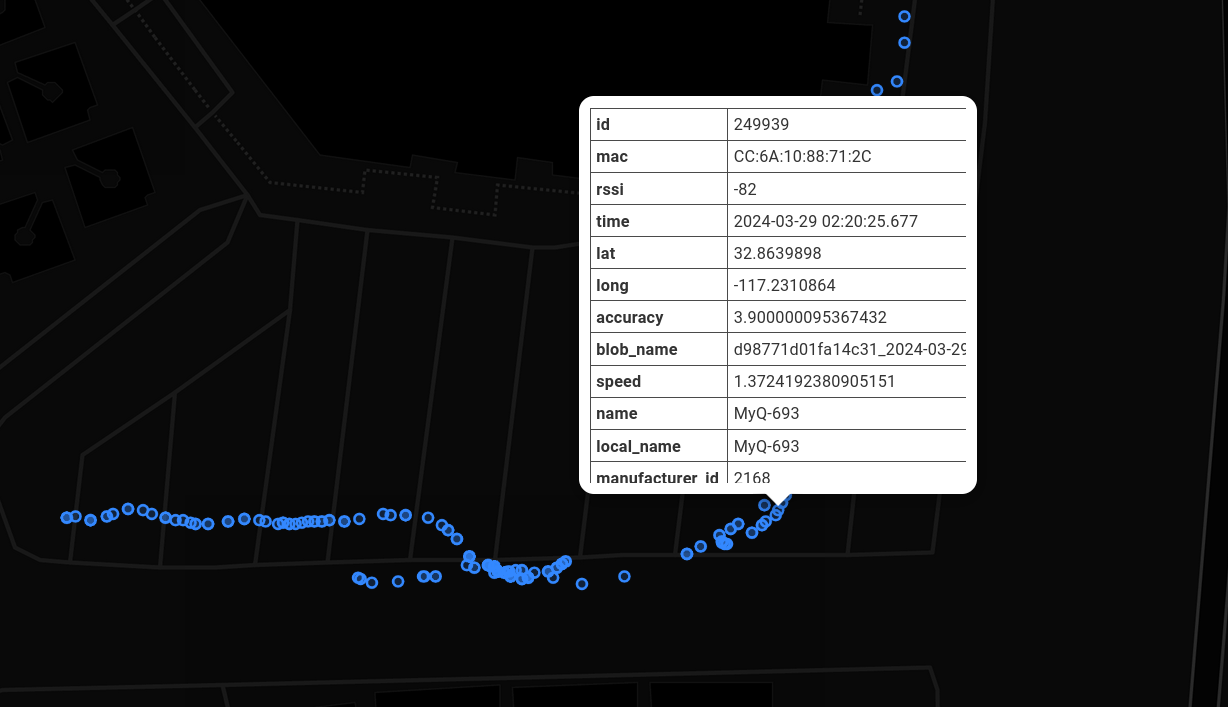 id 249939
mac CC:6A:10:88:71:2C
rssi -82
time 2024-03-29 02:20:25.677
lat 32.8639898
long -117.2310864
accuracy 3.900000095367432
blob_name d98771d01fa14c31_2024-03-29
speed 1.3724192380905151
name MyQ-693
local_name MyQ-693
manufacturer_id 2168